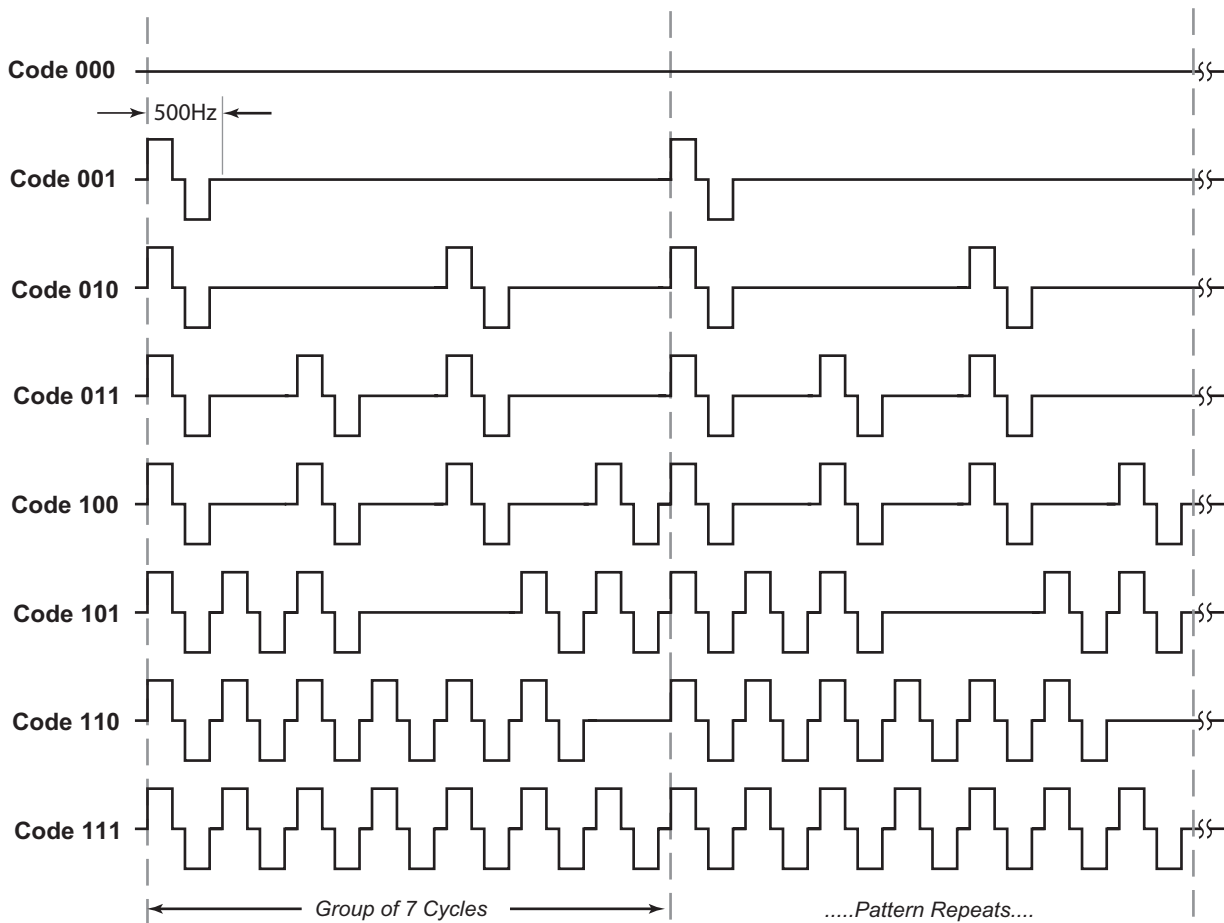 Code 000
500Hz
Code 001
Code 010
Code 011
Code 100
Code 101
Code 110
Code 111
Group of 7 Cycles
.....Pattern Repeats....